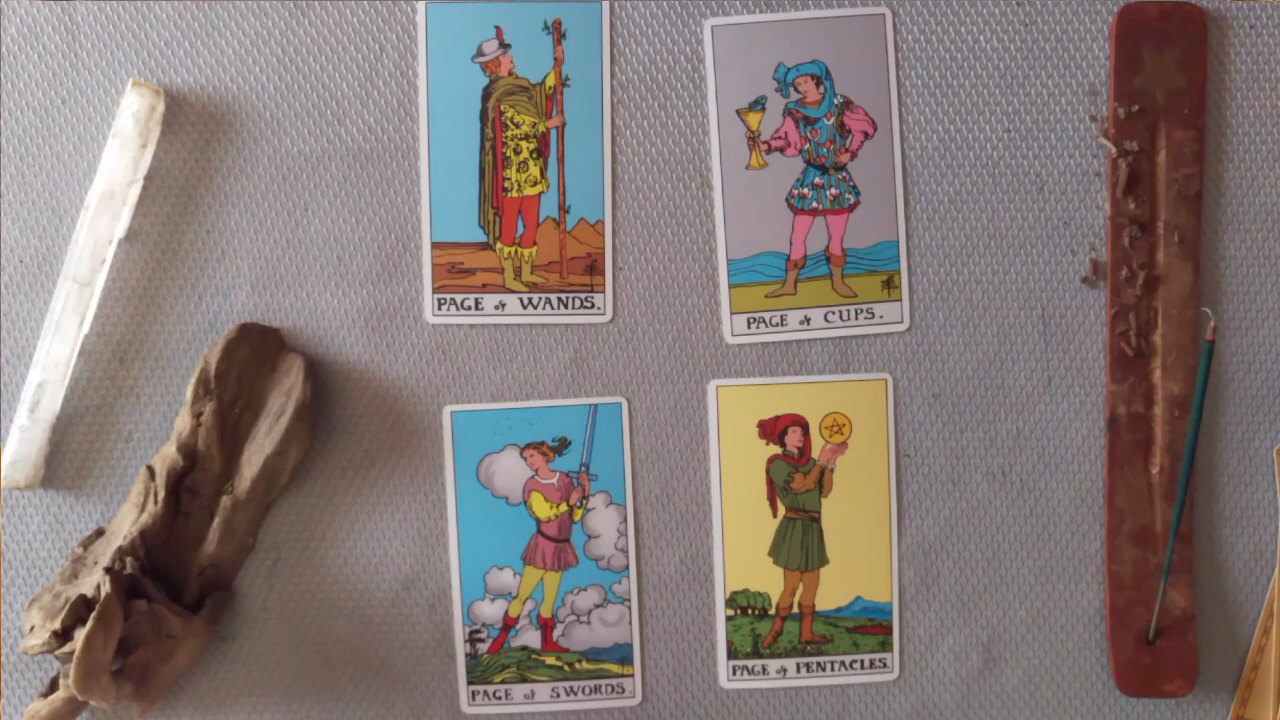 PAGE of WANDS.
PAGE of CUPS.
PAGE of SWORDS.
PAGE of PENTACLES.